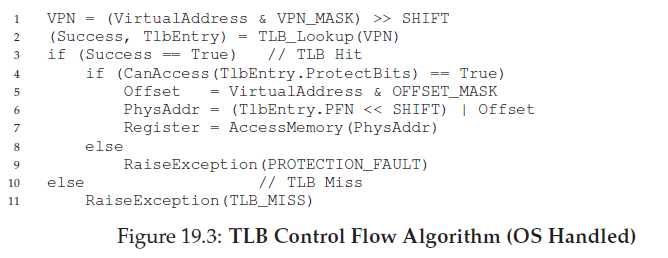 1 VPN = (VirtualAddress & VPN_MASK) >> SHIFT
2 (Success, TlbEntry) = TLB_Lookup(VPN)
3 if (Success == True) // TLB Hit
4 if (CanAccess(TlbEntry.ProtectBits) == True)
5 Offset = VirtualAddress & OFFSET_MASK
6 PhysAddr = (TlbEntry.PFN << SHIFT) | Offset
7 Register = AccessMemory(PhysAddr)
8 else
9 RaiseException(PROTECTION_FAULT)
10 else // TLB Miss
11 RaiseException(TLB_MISS)
Figure 19.3: TLB Control Flow Algorithm (OS Handled)